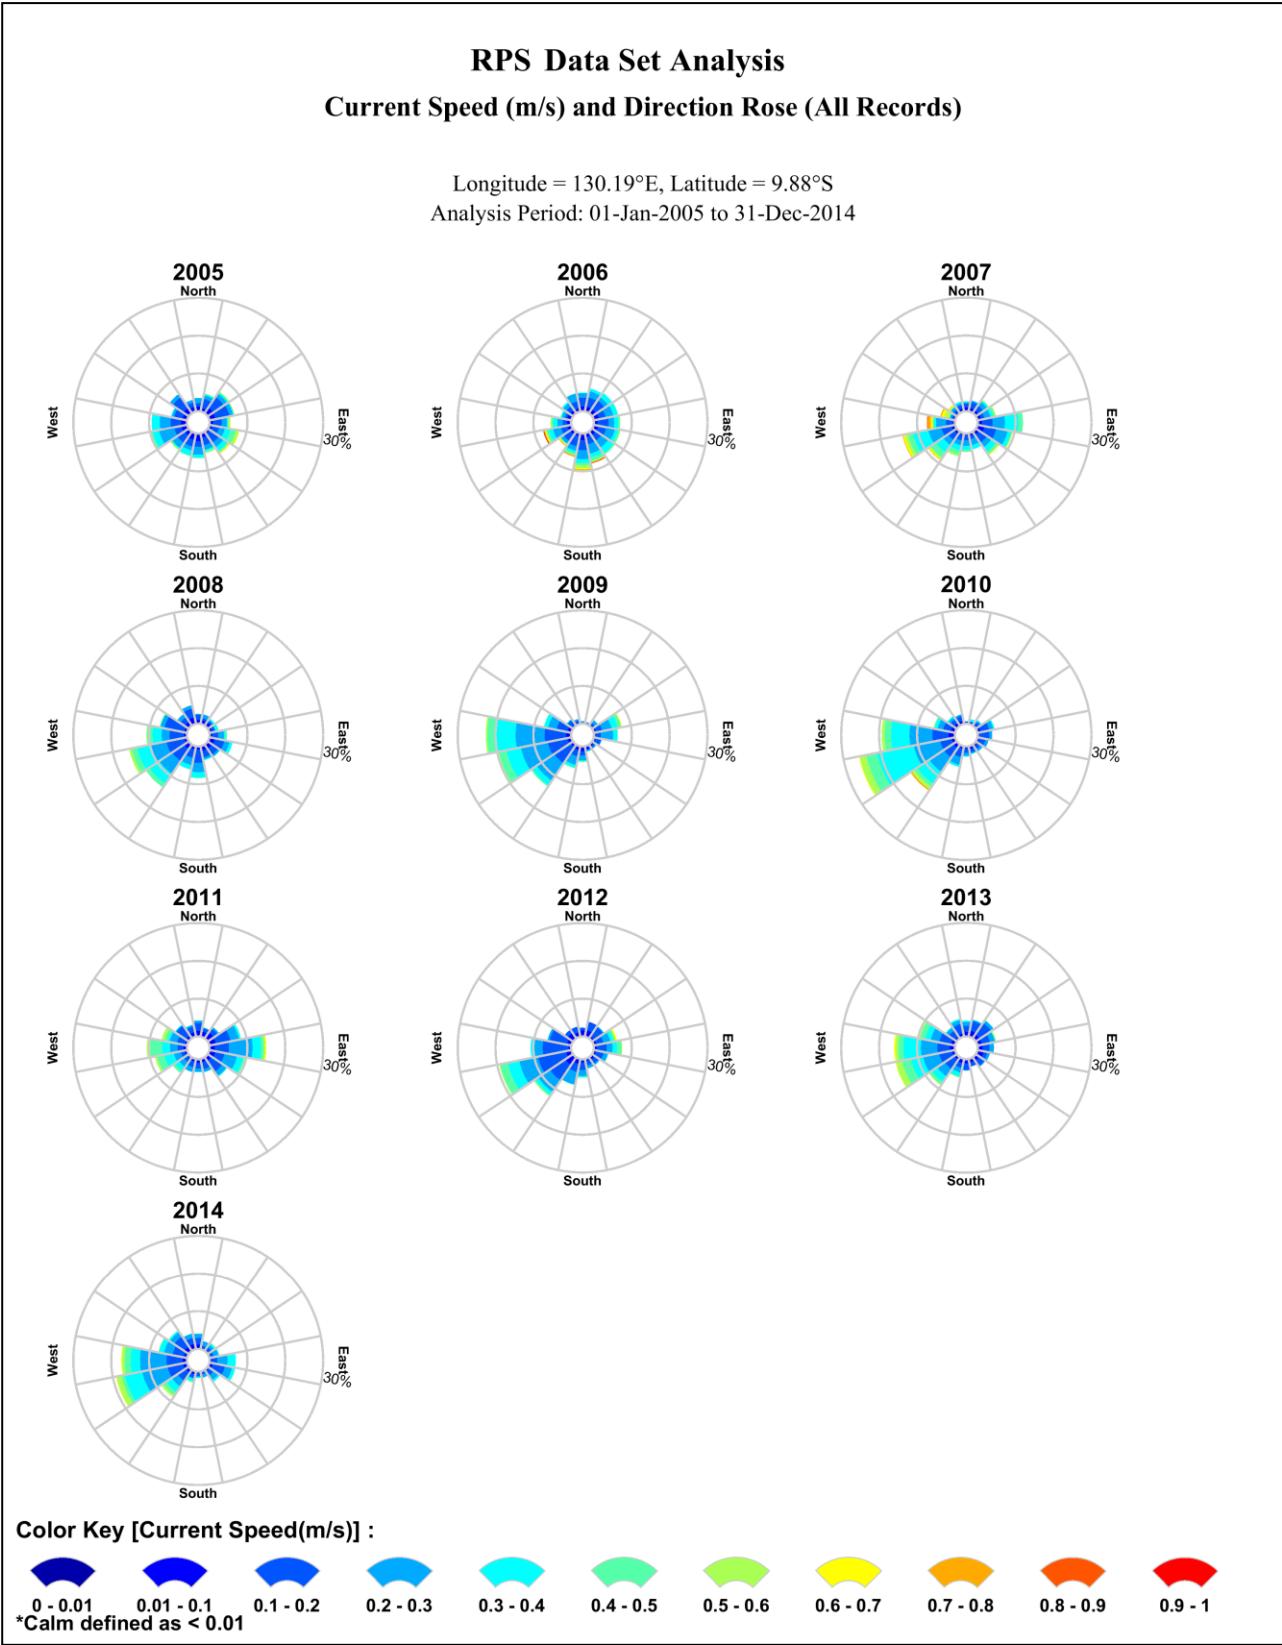 RPS Data Set Analysis
Current Speed (m/s) and Direction Rose (All Records)
Longitude = 130.19°E, Latitude = 9.88°S
Analysis Period: 01-Jan-2005 to 31-Dec-2014
2005 2006 2007
North North North
West East West East West East
30% 30% 30%
South South South
2008 2009 2010
North North North
West East West East West East
30% 30% 30%
South South South
2011 2012 2013
North North North
West East West East West East
30% 30% 30%
South South South
2014
North
West East
30%
South
Color Key [Current Speed(m/s)] :
0 - 0.01 0.01 - 0.1 0.1 - 0.2 0.2 - 0.3 0.3 - 0.4 0.4 - 0.5 0.5 - 0.6 0.6 - 0.7 0.7 - 0.8 0.8 - 0.9 0.9 - 1
*Calm defined as < 0.01